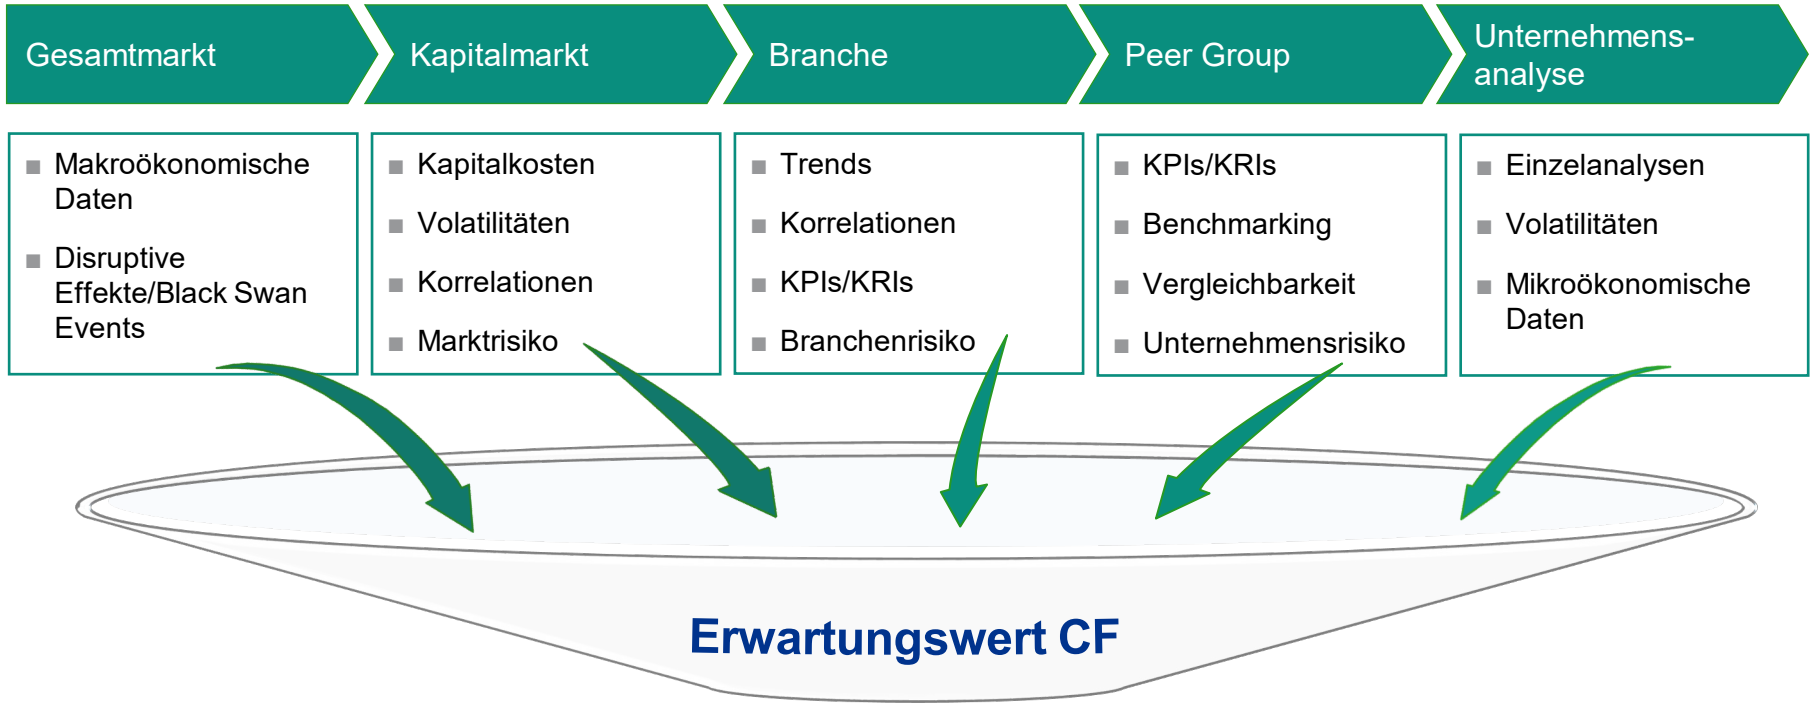 Gesamtmarkt
Kapitalmarkt
Branche
Peer Group
Unternehmens-
analyse
Makroökonomische
Daten
Disruptive
Effekte/Black Swan
Events
Kapitalkosten
Volatilitäten
Korrelationen
Marktrisiko
Trends
Korrelationen
KPIs/KRIs
Branchenrisiko
KPIs/KRIs
Benchmarking
Vergleichbarkeit
Unternehmensrisiko
Einzelanalysen
Volatilitäten
Mikroökonomische
Daten
Erwartungswert CF